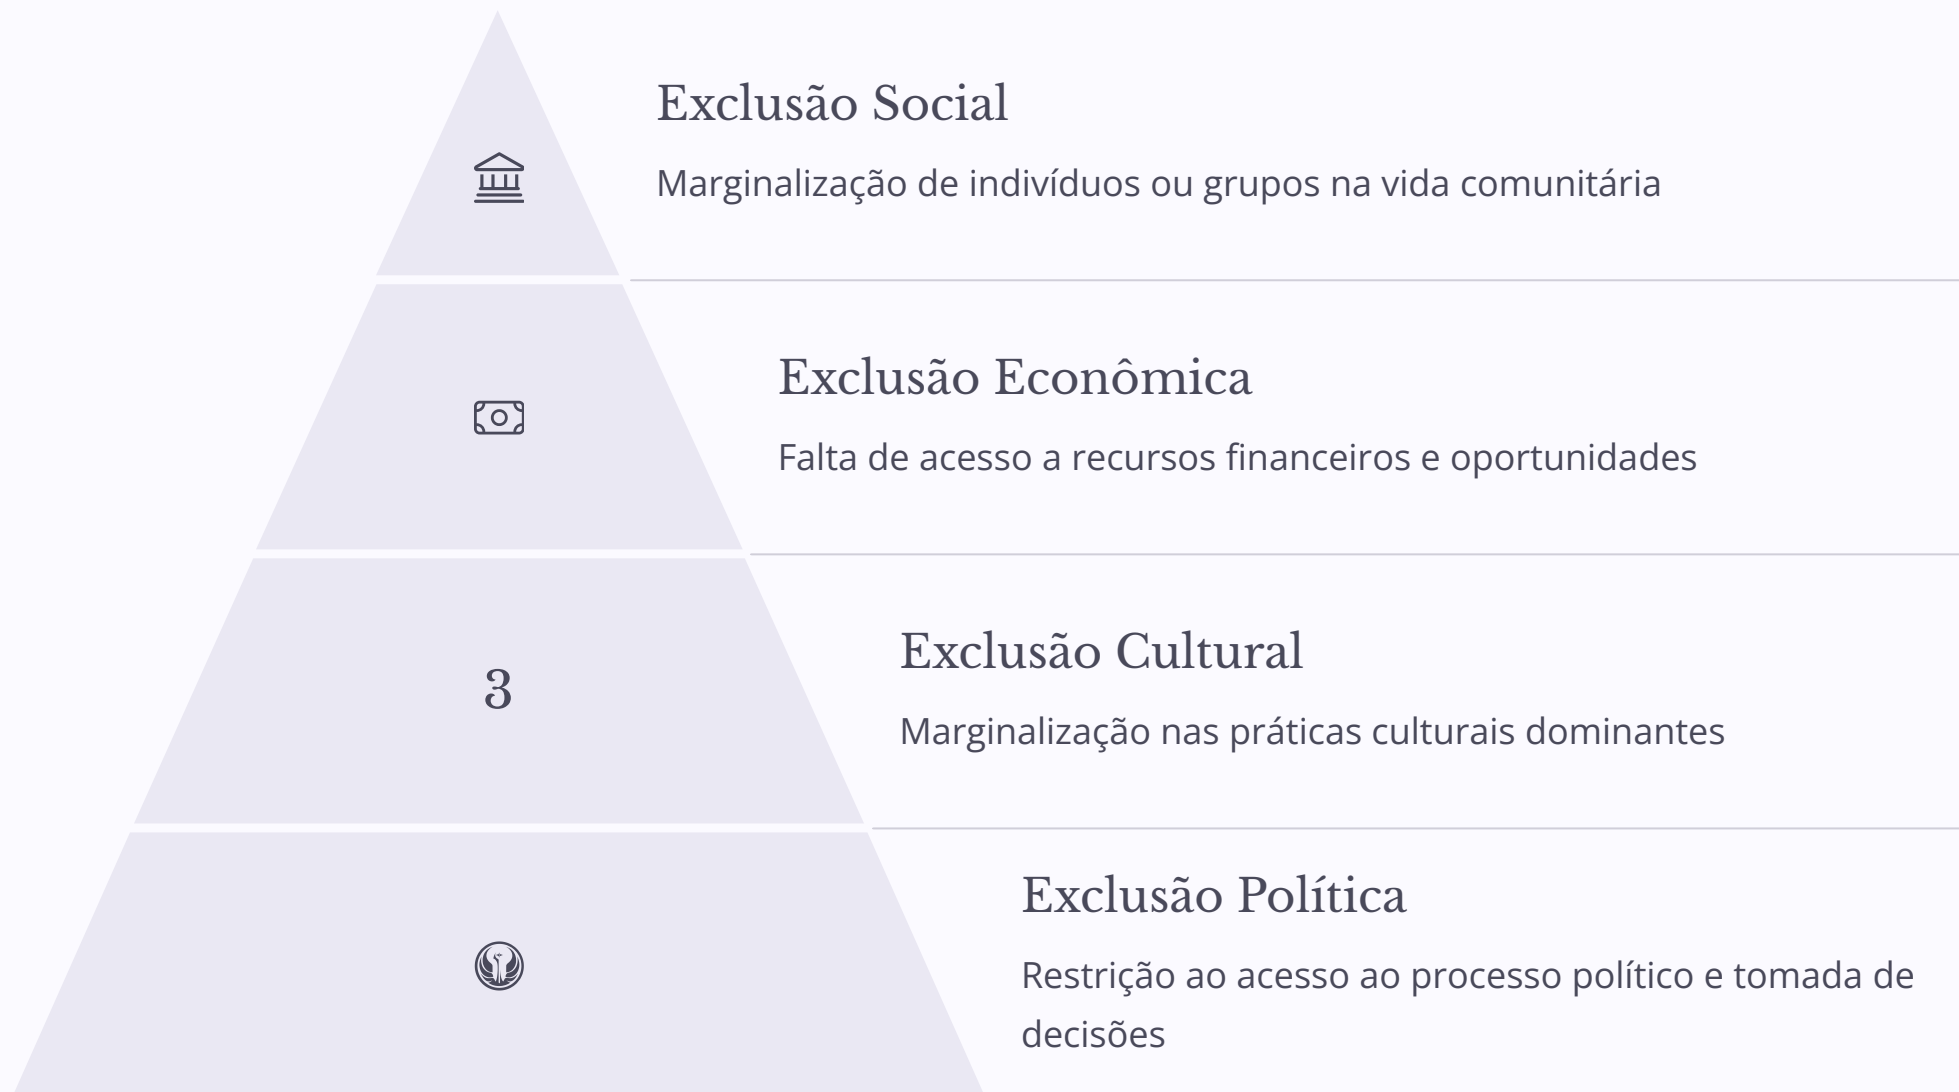 Exclusão Social
Marginalização de indivíduos ou grupos na vida comunitária
Exclusão Econômica
Falta de acesso a recursos financeiros e oportunidades
3
Exclusão Cultural
Marginalização nas práticas culturais dominantes
Exclusão Política
Restrição ao acesso ao processo político e tomada de
decisões